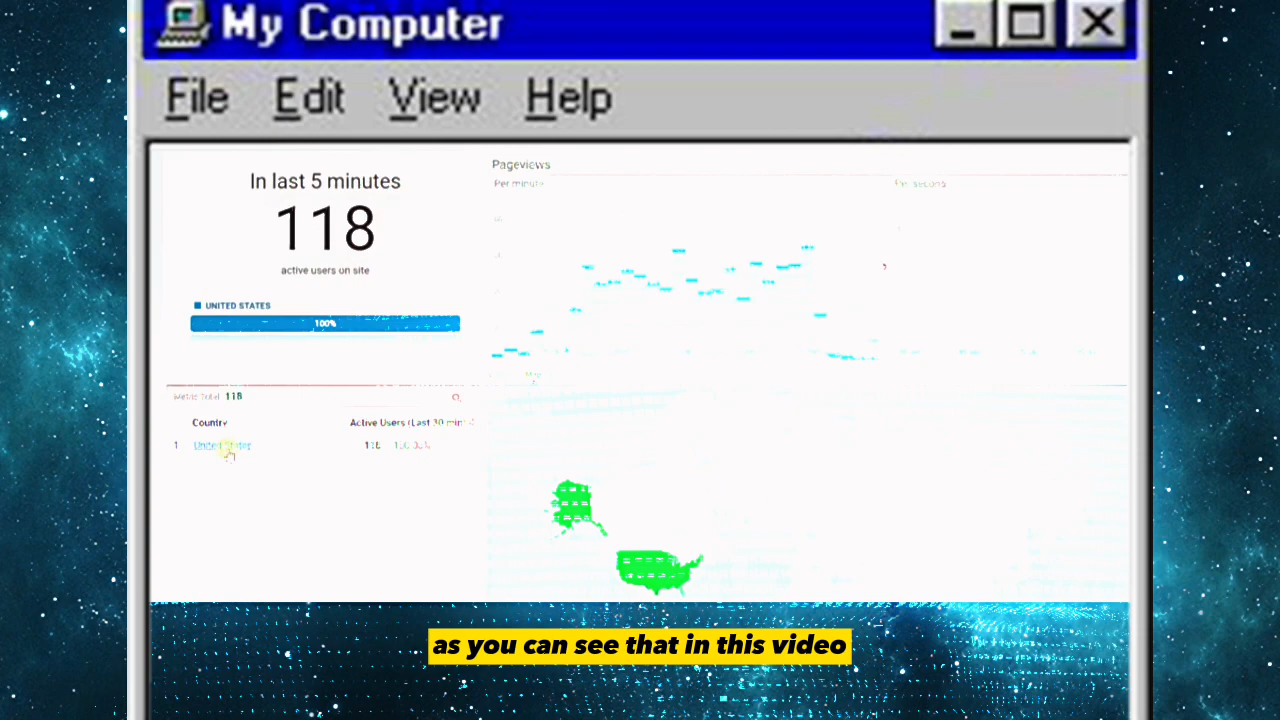 My Computer
File Edit View Help
In last 5 minutes
118
active users on site
UNITED STATES
100%
Pageviews
Per minute
Per second
Metric Total 118
Country
Active Users (Last 30 min)
1 United States
118
as you can see that in this video